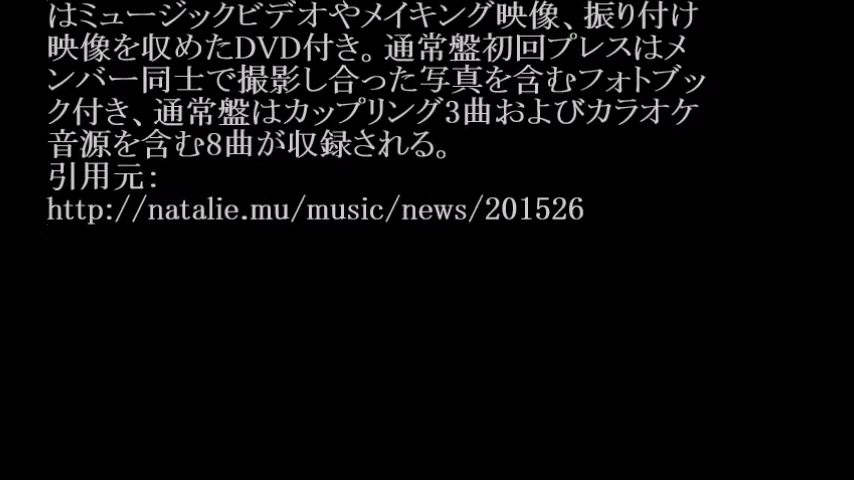 はミュージックビデオやメイキング映像、振り付け
映像を収めたDVD付き。通常盤初回プレスはメ
ンバー同士で撮影し合った写真を含むフォトブッ
ク付き、通常盤はカップリング3曲およびカラオケ
音源を含む8曲が収録される。
引用元：
http://natalie.mu/music/news/201526